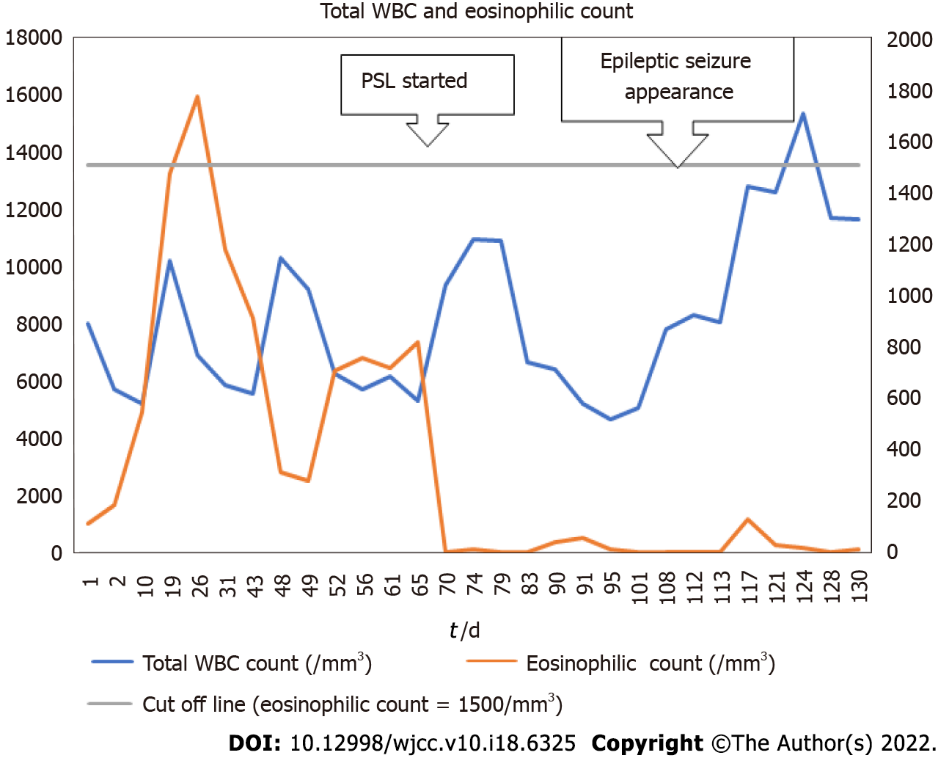 Total WBC and eosinophilic count
18000
16000
14000
12000
10000
8000
6000
4000
2000
0
2000
1800
1600
1400
1200
1000
800
600
400
200
0
PSL started
Epileptic seizure
appearance
1 2 10 19 26 31 43 48 49 52 56 61 65 70 74 79 83 90 91 95 101 108 112 113 117 121 124 128 130
t/d
Total WBC count (/mm³)
Eosinophilic count (/mm³)
Cut off line (eosinophilic count = 1500/mm³)
DOI: 10.12998/wjcc.v10.i18.6325 Copyright ©The Author(s) 2022.